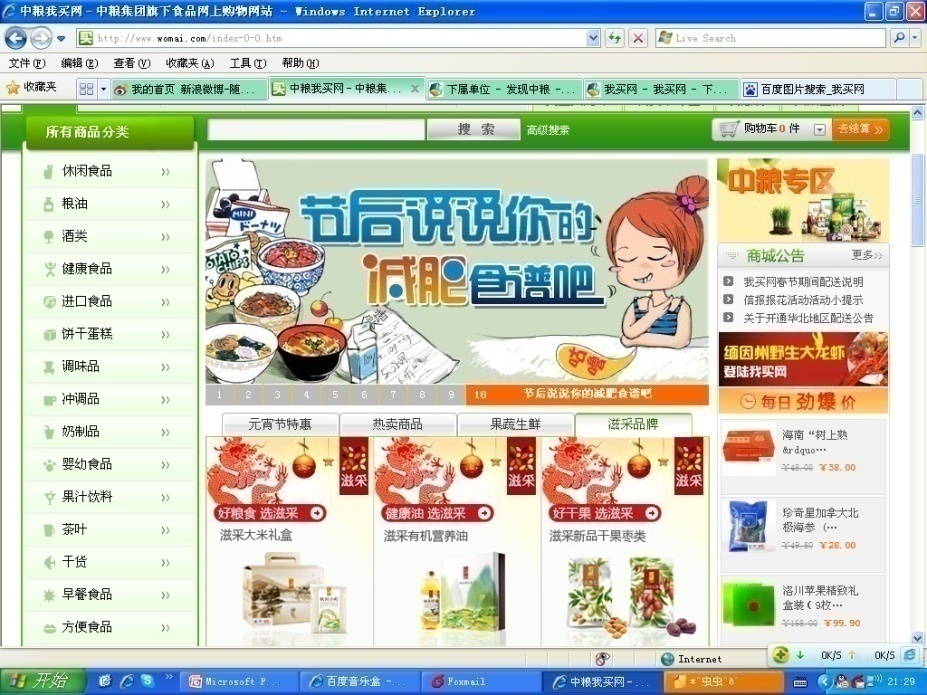 中粮我买网 - 中粮集团旗下食品网上购物网站 - Windows Internet Explorer
http://www.womai.com/index-0-0.htm
Live Search
文件(F) 编辑(E) 查看(V) 收藏夹(A) 工具(T) 帮助(H)
收藏夹
我的首页 新浪微博-随...
中粮我买网 - 中粮集...
下属单位 - 发现中粮 -...
我买网 - 我买网 - 下...
百度图片搜索_我买网
所有商品分类
搜 索
高级搜索
购物车0 件
去结算 >>
休闲食品 >>
粮油 >>
酒类 >>
健康食品 >>
进口食品 >>
饼干蛋糕 >>
调味品 >>
冲调品 >>
奶制品 >>
婴幼食品 >>
果汁饮料 >>
茶叶 >>
干货 >>
早餐食品 >>
方便食品 >>
MINI
ドーナツ
POTATO
CHIPS
节后说说你的
减肥食谱吧
咕噜
1 2 3 4 5 6 7 8 9 10 节后说说你的减肥食谱吧
元宵节特惠 热卖商品 果蔬生鲜 滋采品牌
滋采
好粮食 选滋采
滋采大米礼盒
滋采
健康油 选滋采
滋采有机营养油
滋采
好干果 选滋采
滋采新品干果枣类
中粮专区
商城公告 更多>>
我买网春节期间配送说明
信报报花活动活动小提示
关于开通华北地区配送公告
缅因州野生大龙虾
登陆我买网
每日 劲爆 价
海南“树上熟
&rdquo…
￥38.00
珍奇星加拿大北
极海参 (…
￥28.00
洛川苹果精致礼
盒装（9枚…
￥99.90
Internet
0K/S 0K/S
开始
Microsoft P...
百度音乐盒 -...
Foxmail
中粮我买网-...
21:29